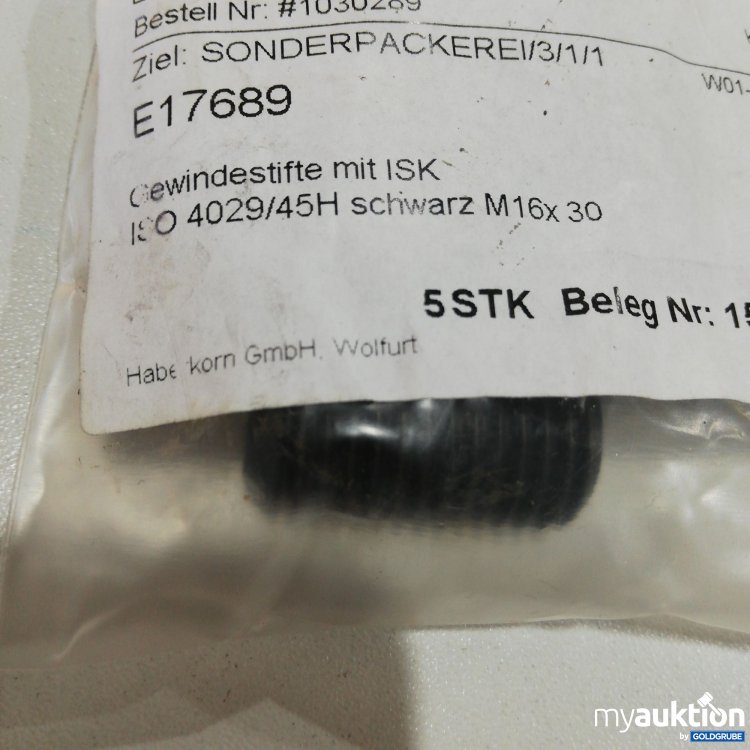 Bestell Nr: #1030289
Ziel: SONDERPACKEREI/3/1/1
W01-
E17689
Gewindestifte mit ISK
ISO 4029/45H schwarz M16x 30
5STK Beleg Nr: 15
Haberkorn GmbH, Wolfurt
myauktion
by GOLDGRUBE